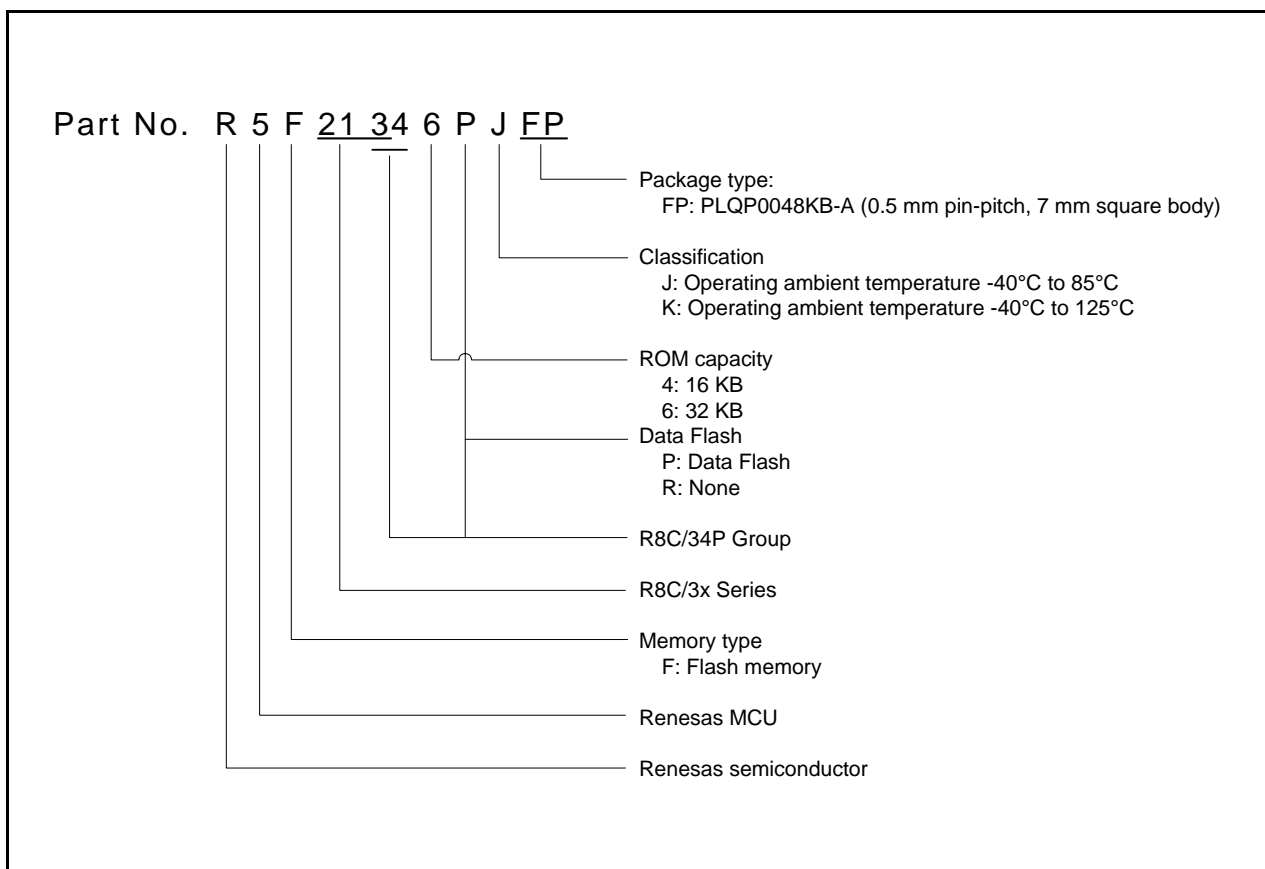 Part No. R 5 F 21 34 6 P J FP
Package type:
FP: PLQP0048KB-A (0.5 mm pin-pitch, 7 mm square body)
Classification
J: Operating ambient temperature -40°C to 85°C
K: Operating ambient temperature -40°C to 125°C
ROM capacity
4: 16 KB
6: 32 KB
Data Flash
P: Data Flash
R: None
R8C/34P Group
R8C/3x Series
Memory type
F: Flash memory
Renesas MCU
Renesas semiconductor